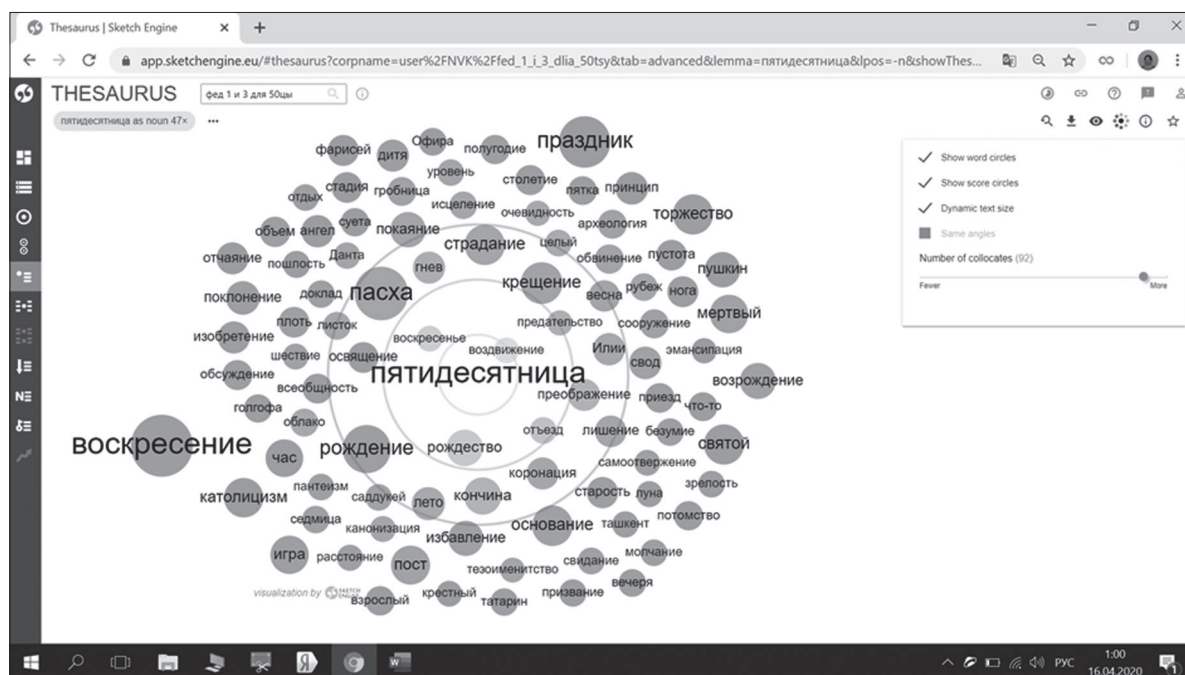 Thesaurus | Sketch Engine
app.sketchengine.eu/#thesaurus?corpname=user%2FNVK%2Ffed_1_i_3_dlia_50tsy&tab=advanced&lemma=пятидесятница&lpos=-n&showThes...
THESAURUS
фед 1 и 3 для 50цы
пятидесятница as noun 47×
Show word circles
Show score circles
Dynamic text size
Same angles
Number of collocates (92)
Fewer More
праздник
Офира
фарисей дитя полугодие
уровень
столетие
отдых стадия гробница пятка принцип
исцеление очевидность
торжество
объем ангел суета покаяние археология
страдание целый
отчаяние пошлость Данта обвинение пустота
гнев пушкин
крещение
поклонение доклад пасха весна рубеж нога
мертвый
плоть листок предательство сооружение
изобретение воскресенье
шествие освящение воздвижение Илии эмансипация
свод
обсуждение пятидесятница возрождение
всеобщность преображение приезд что-то
голгофа
облако отъезд лишение безумие
воскресение рождение рождество святой
час самоотвержение
коронация
католицизм пантеизм саддукей лето кончина старость луна зрелость
седмица канонизация основание ташкент потомство
избавление
игра расстояние пост свидание молчание
тезоименитство
вечеря
visualization by SKETCH ENGINE
взрослый крестный татарин призвание
РУС
1:00
16.04.2020
1